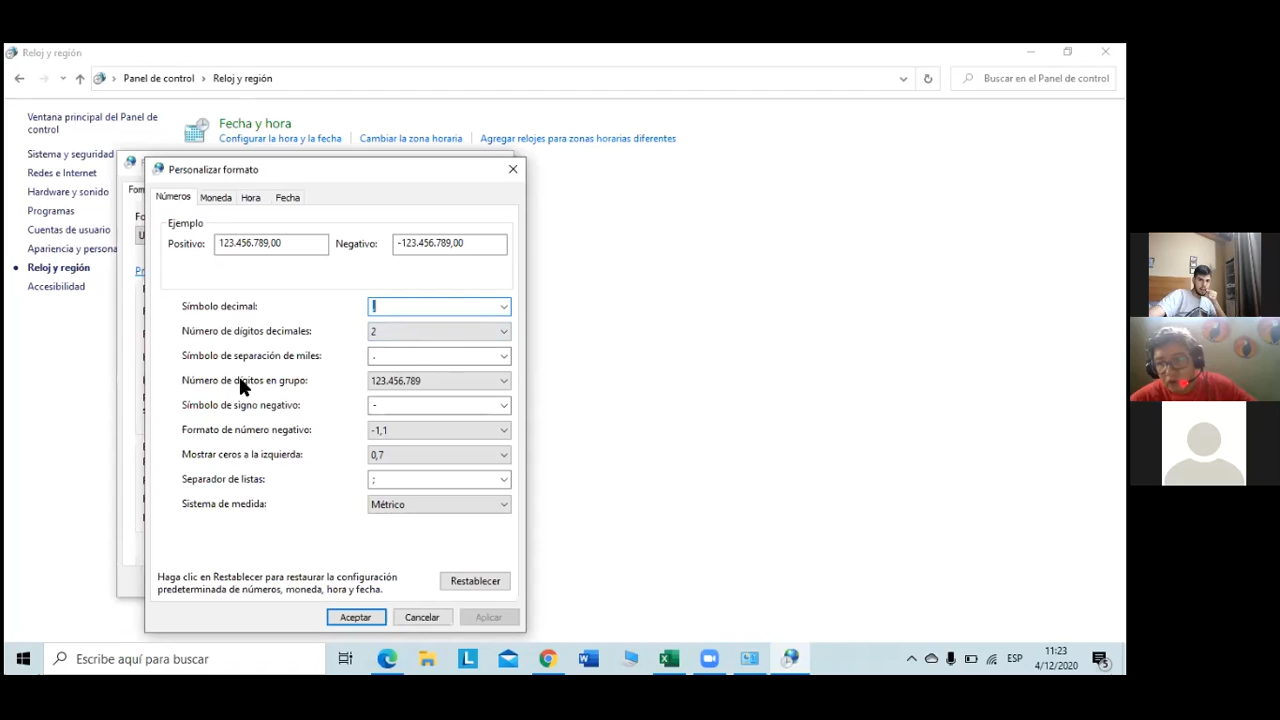 Reloj y región
Panel de control
Reloj y región
Buscar en el Panel de control
Ventana principal del Panel de
control
Sistema y seguridad
Redes e Internet
Hardware y sonido
Programas
Cuentas de usuario
Apariencia y persona
Reloj y región
Accesibilidad
Fecha y hora
Configurar la hora y la fecha
Cambiar la zona horaria
Agregar relojes para zonas horarias diferentes
Personalizar formato
Números Moneda Hora Fecha
Ejemplo
Positivo: 123.456.789,00 Negativo: -123.456.789,00
Símbolo decimal:
Número de dígitos decimales: 2
Símbolo de separación de miles: .
Número de dígitos en grupo: 123.456.789
Símbolo de signo negativo: -
Formato de número negativo: -1,1
Mostrar ceros a la izquierda: 0,7
Separador de listas: ;
Sistema de medida: Métrico
Haga clic en Restablecer para restaurar la configuración
predeterminada de números, moneda, hora y fecha.
Restablecer
Aceptar Cancelar Aplicar
Escribe aquí para buscar
ESP
11:23
4/12/2020
5